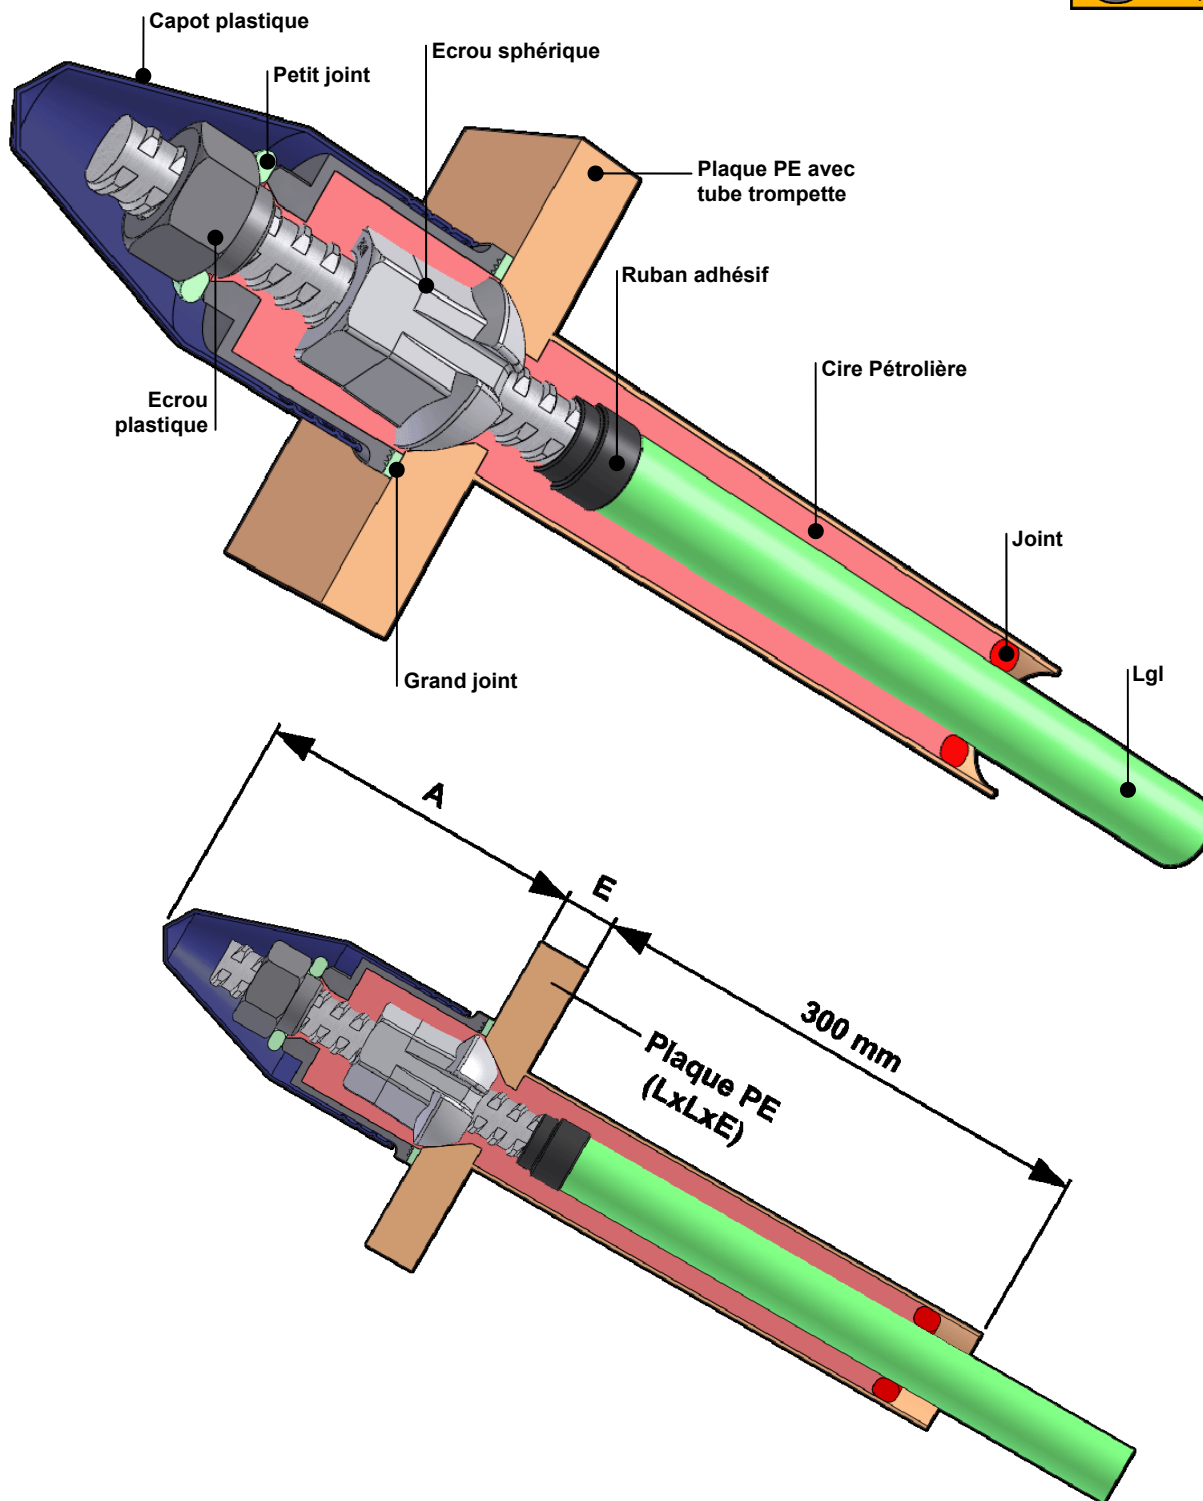 Capot plastique
Petit joint
Ecrou sphérique
Plaque PE avec
tube trompette
Ruban adhésif
Cire Pétrolière
Ecrou
plastique
Joint
Grand joint
Lgl
A
E
300 mm
Plaque PE
(LxLxE)